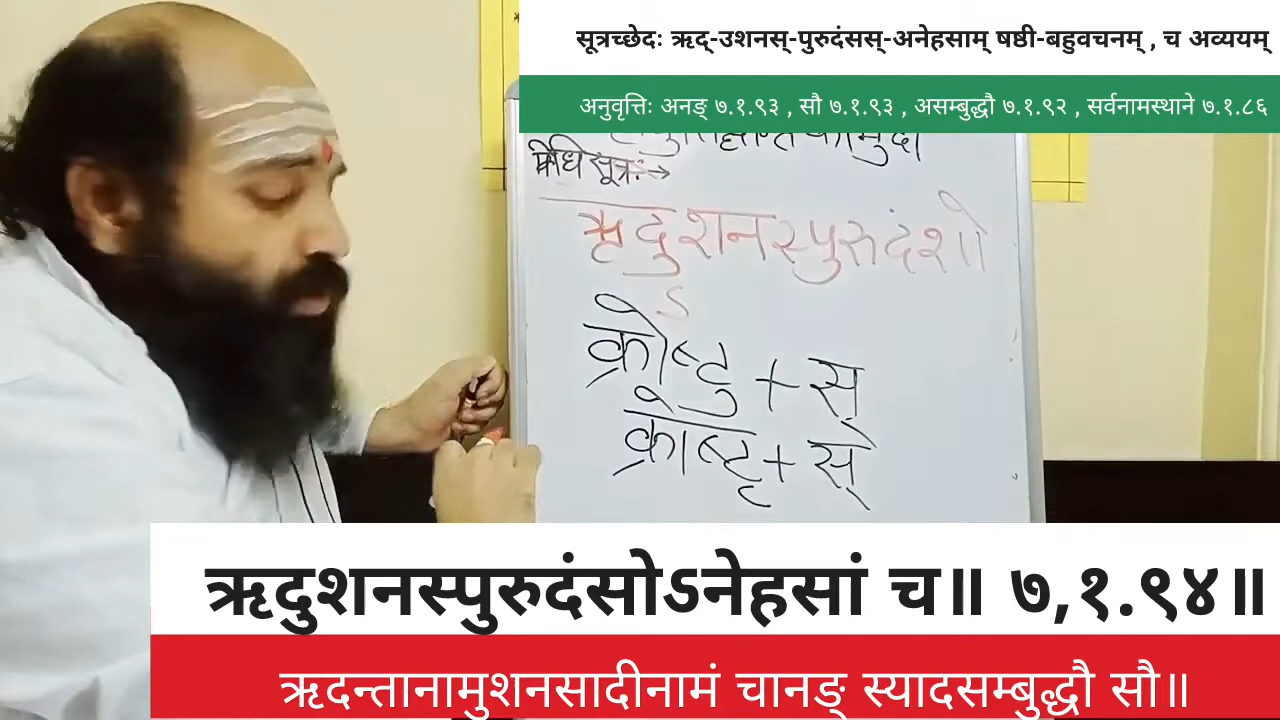 सूत्रच्छेदः ऋद्-उशनस्-पुरुदंसस्-अनेहसाम् षष्ठी-बहुवचनम् , च अव्ययम्
अनुवृत्तिः अनङ् ७.१.९३ , सौ ७.१.९३ , असम्बुद्धौ ७.१.९२ , सर्वनामस्थाने ७.१.८६
विधि सूत्रः→
ऋदुशनस्पुरुदंशो
ऽ
क्रोष्टु + स्
क्रोष्टृ + स्
ऋदुशनस्पुरुदंसोऽनेहसां च॥ ७,१.९४॥
ऋदन्तानामुशनसादीनामं चानङ् स्यादसम्बुद्धौ सौ॥